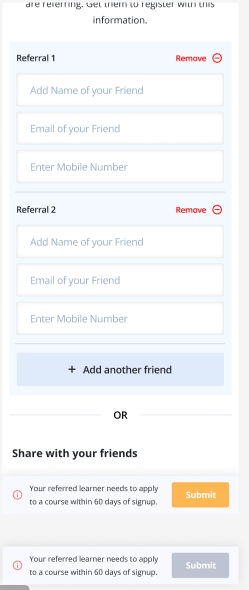 are referring. Get them to register with this
information.
Referral 1
Remove
Add Name of your Friend
Email of your Friend
Enter Mobile Number
Referral 2
Remove
Add Name of your Friend
Email of your Friend
Enter Mobile Number
+ Add another friend
OR
Share with your friends
Your referred learner needs to apply
to a course within 60 days of signup.
Submit
Your referred learner needs to apply
to a course within 60 days of signup.
Submit